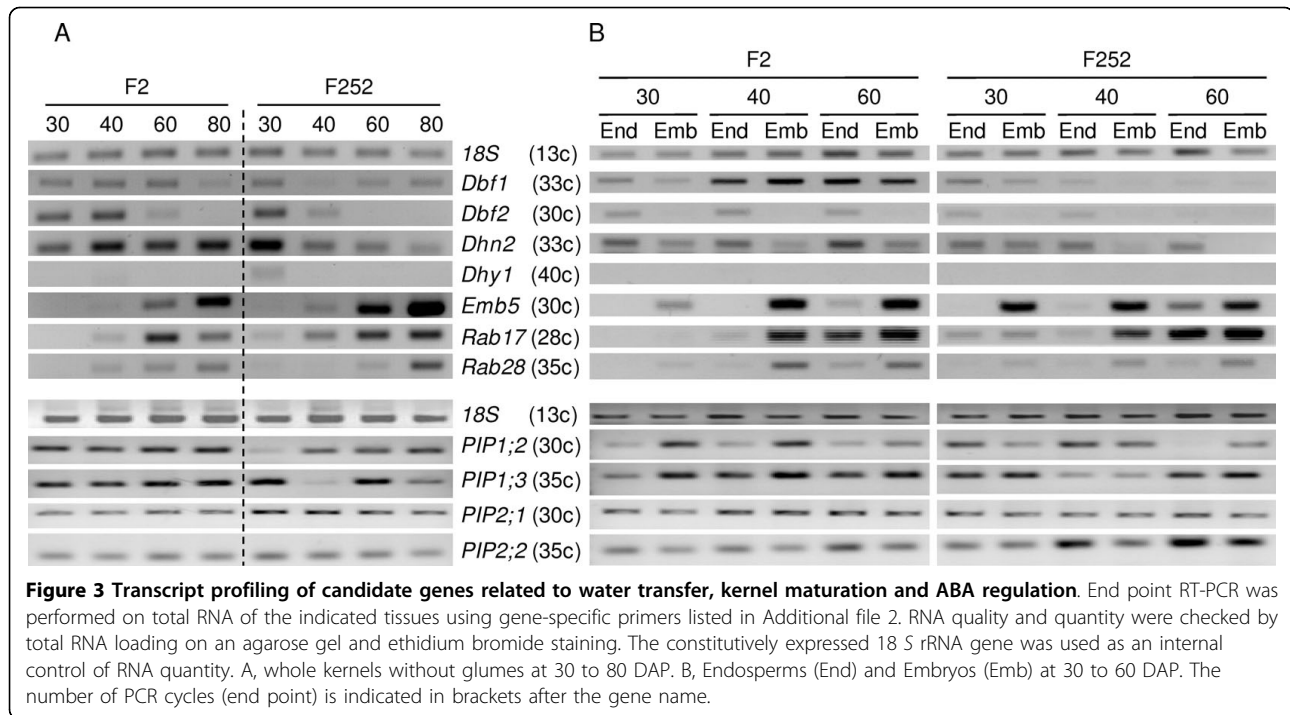 A
B
F2 F252
F2 F252
30 40 60 80 30 40 60 80
30 40 60 30 40 60
End Emb End Emb End Emb End Emb End Emb End Emb
18S (13c)
Dbf1 (33c)
Dbf2 (30c)
Dhn2 (33c)
Dhy1 (40c)
Emb5 (30c)
Rab17 (28c)
Rab28 (35c)
18S (13c)
PIP1;2 (30c)
PIP1;3 (35c)
PIP2;1 (30c)
PIP2;2 (35c)
Figure 3 Transcript profiling of candidate genes related to water transfer, kernel maturation and ABA regulation. End point RT-PCR was
performed on total RNA of the indicated tissues using gene-specific primers listed in Additional file 2. RNA quality and quantity were checked by
total RNA loading on an agarose gel and ethidium bromide staining. The constitutively expressed 18 S rRNA gene was used as an internal
control of RNA quantity. A, whole kernels without glumes at 30 to 80 DAP. B, Endosperms (End) and Embryos (Emb) at 30 to 60 DAP. The
number of PCR cycles (end point) is indicated in brackets after the gene name.